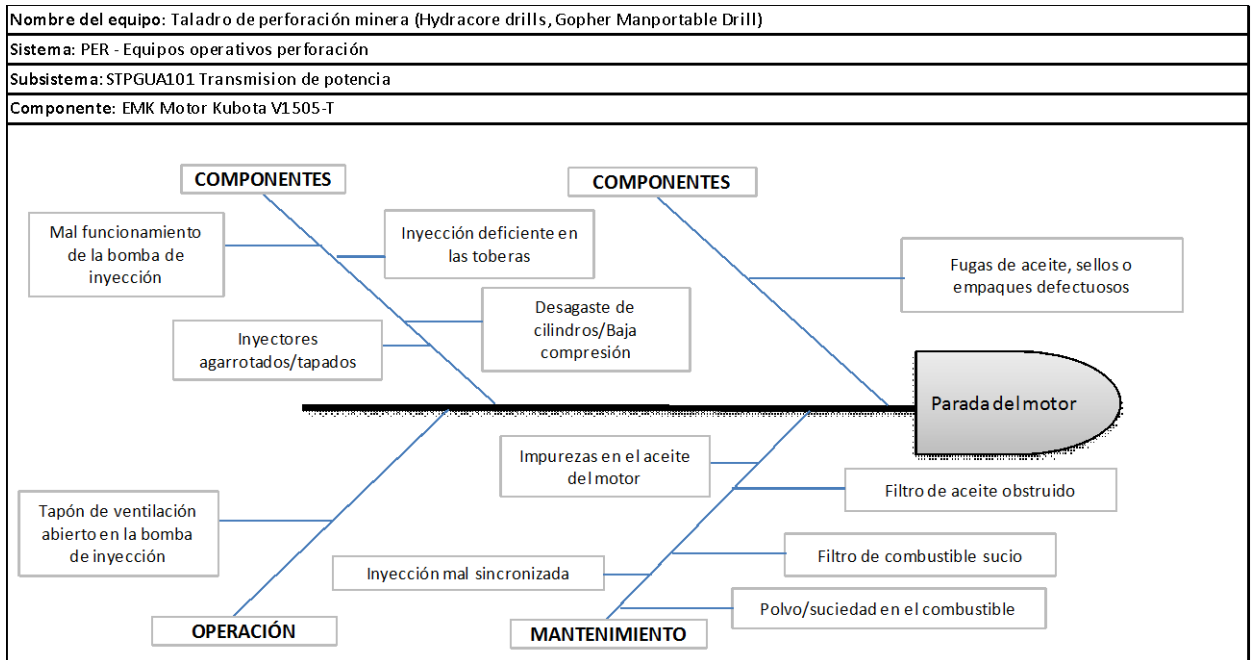 Nombre del equipo: Taladro de perforación minera (Hydracore drills, Gopher Manportable Drill)
Sistema: PER - Equipos operativos perforación
Subsistema: STPGUA101 Transmision de potencia
Componente: EMK Motor Kubota V1505-T
COMPONENTES
COMPONENTES
Mal funcionamiento
de la bomba de
inyección
Inyección deficiente en
las toberas
Fugas de aceite, sellos o
empaques defectuosos
Desagaste de
cilindros/Baja
compresión
Inyectores
agarrotados/tapados
Parada del motor
Impurezas en el aceite
del motor
Filtro de aceite obstruido
Tapón de ventilación
abierto en la bomba
de inyección
Filtro de combustible sucio
Inyección mal sincronizada
Polvo/suciedad en el combustible
OPERACIÓN
MANTENIMIENTO